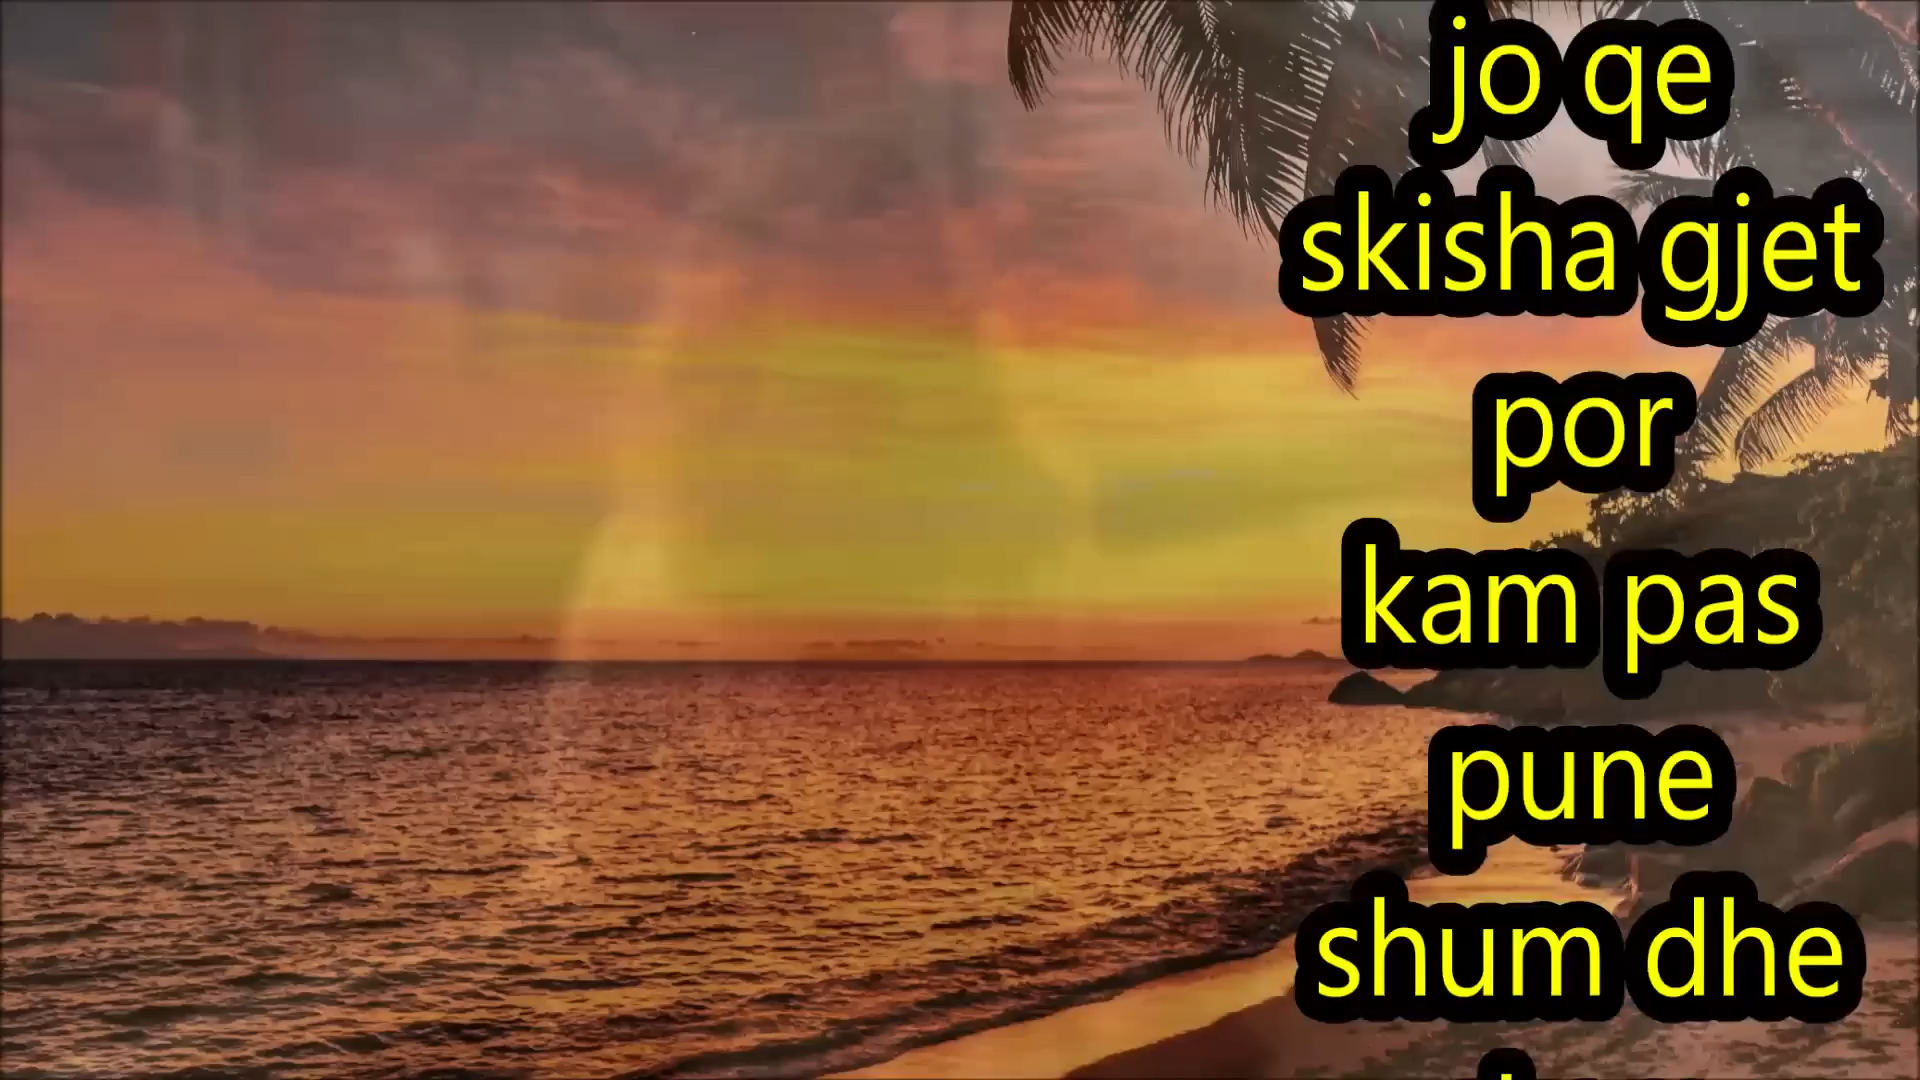 jo qe
skisha gjet
por
kam pas
pune
shum dhe